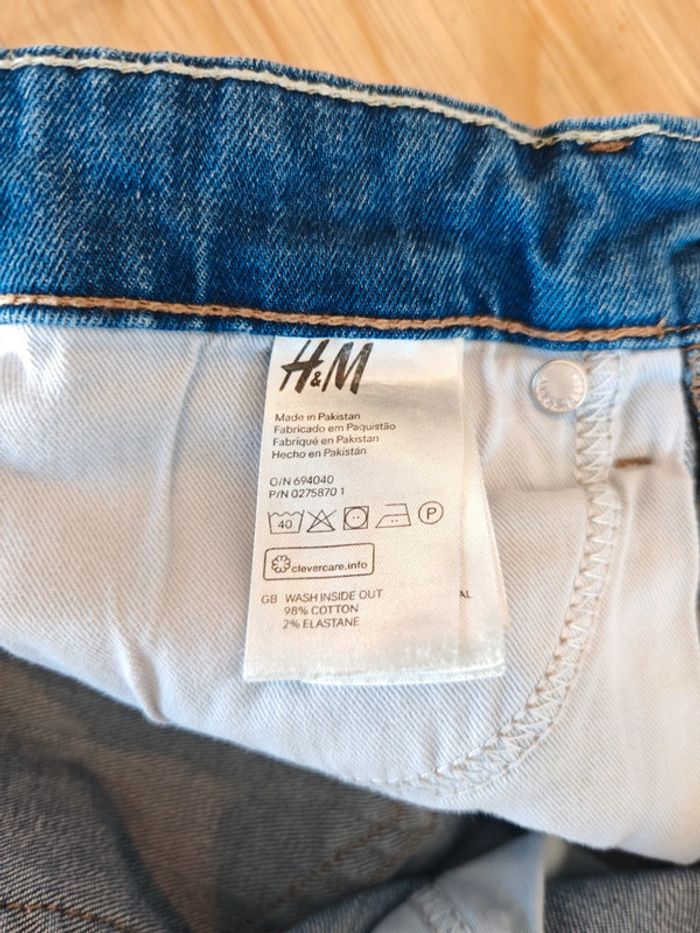 H&M
Made in Pakistan
Fabricado em Paquistão
Fabriqué en Pakistan
Hecho en Pakistán
O/N 694040
P/N 0275870 1
40 P
clevercare.info
GB WASH INSIDE OUT AL
98% COTTON
2% ELASTANE